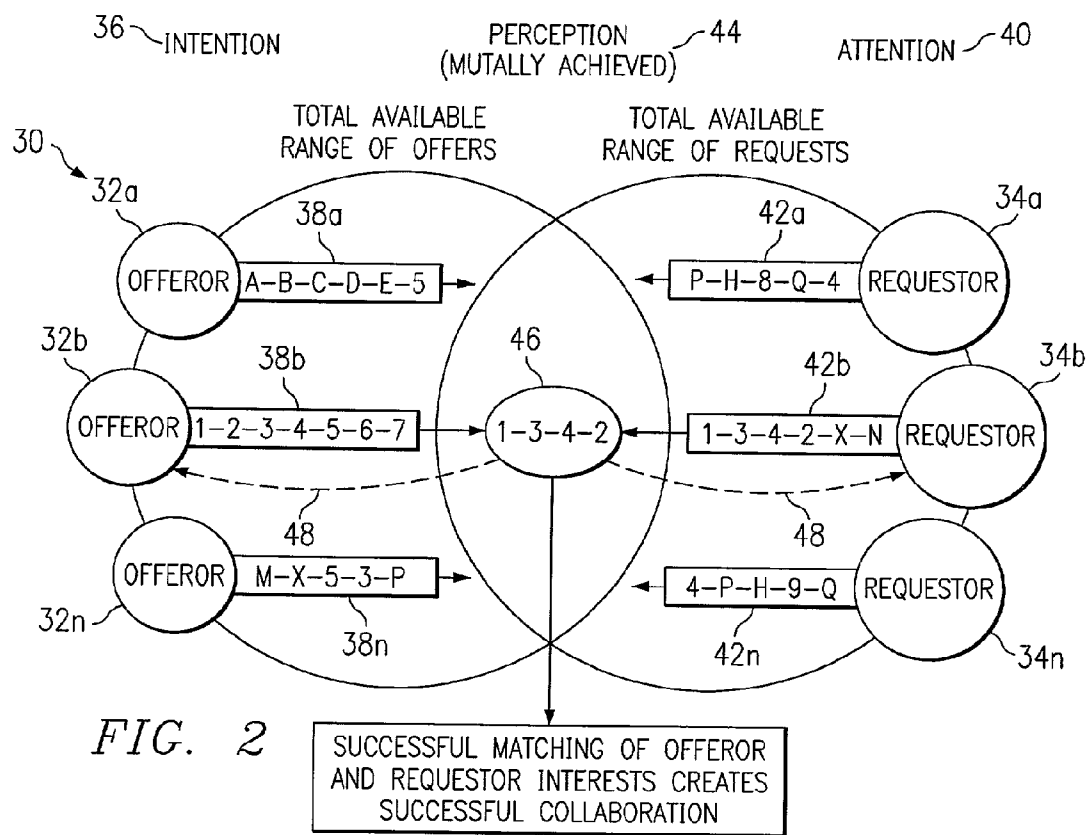 36 INTENTION
PERCEPTION
(MUTALLY ACHIEVED) 44
ATTENTION 40
TOTAL AVAILABLE
RANGE OF OFFERS
TOTAL AVAILABLE
RANGE OF REQUESTS
30
32a
38a
42a
34a
OFFEROR
A-B-C-D-E-5
P-H-8-Q-4
REQUESTOR
32b
38b
46
42b
34b
OFFEROR
1-2-3-4-5-6-7
1-3-4-2
1-3-4-2-X-N
REQUESTOR
48
48
OFFEROR
M-X-5-3-P
4-P-H-9-Q
REQUESTOR
32n
38n
42n
34n
FIG. 2
SUCCESSFUL MATCHING OF OFFEROR
AND REQUESTOR INTERESTS CREATES
SUCCESSFUL COLLABORATION